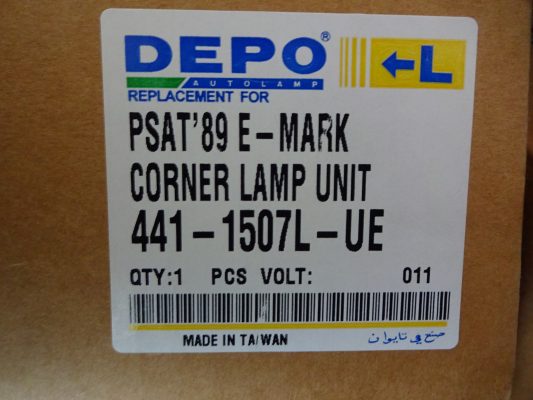 DEPO®
AUTOLAMP
REPLACEMENT FOR
←L
PSAT'89 E-MARK
CORNER LAMP UNIT
441-1507L-UE
QTY:1 PCS VOLT: 011
MADE IN TAIWAN صنع في تايوان